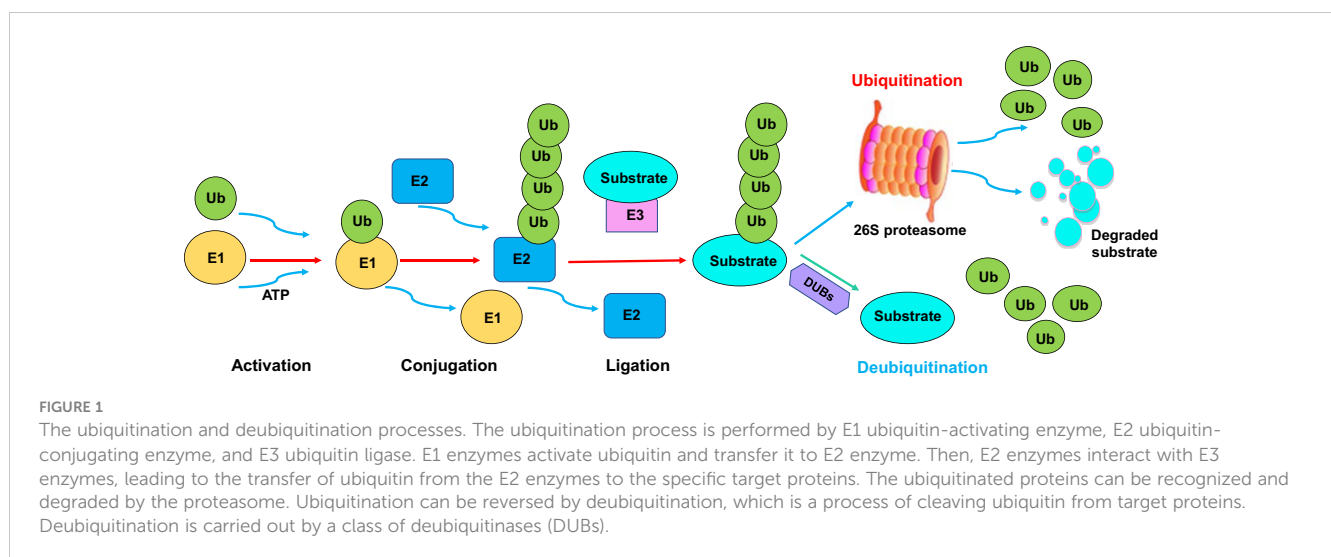 Ubiquitination
Ub
Ub
Ub
Ub
Ub
Ub
Ub
Ub
Ub
Ub
Ub
Ub
Ub
Ub
E2
Substrate
E3
E1
E1
ATP
E2
Substrate
26S proteasome
Degraded
substrate
DUBs
E1
E2
Substrate
Ub
Ub
Ub
Ub
Activation
Conjugation
Ligation
Deubiquitination
FIGURE 1
The ubiquitination and deubiquitination processes. The ubiquitination process is performed by E1 ubiquitin-activating enzyme, E2 ubiquitin-
conjugating enzyme, and E3 ubiquitin ligase. E1 enzymes activate ubiquitin and transfer it to E2 enzyme. Then, E2 enzymes interact with E3
enzymes, leading to the transfer of ubiquitin from the E2 enzymes to the specific target proteins. The ubiquitinated proteins can be recognized and
degraded by the proteasome. Ubiquitination can be reversed by deubiquitination, which is a process of cleaving ubiquitin from target proteins.
Deubiquitination is carried out by a class of deubiquitinases (DUBs).